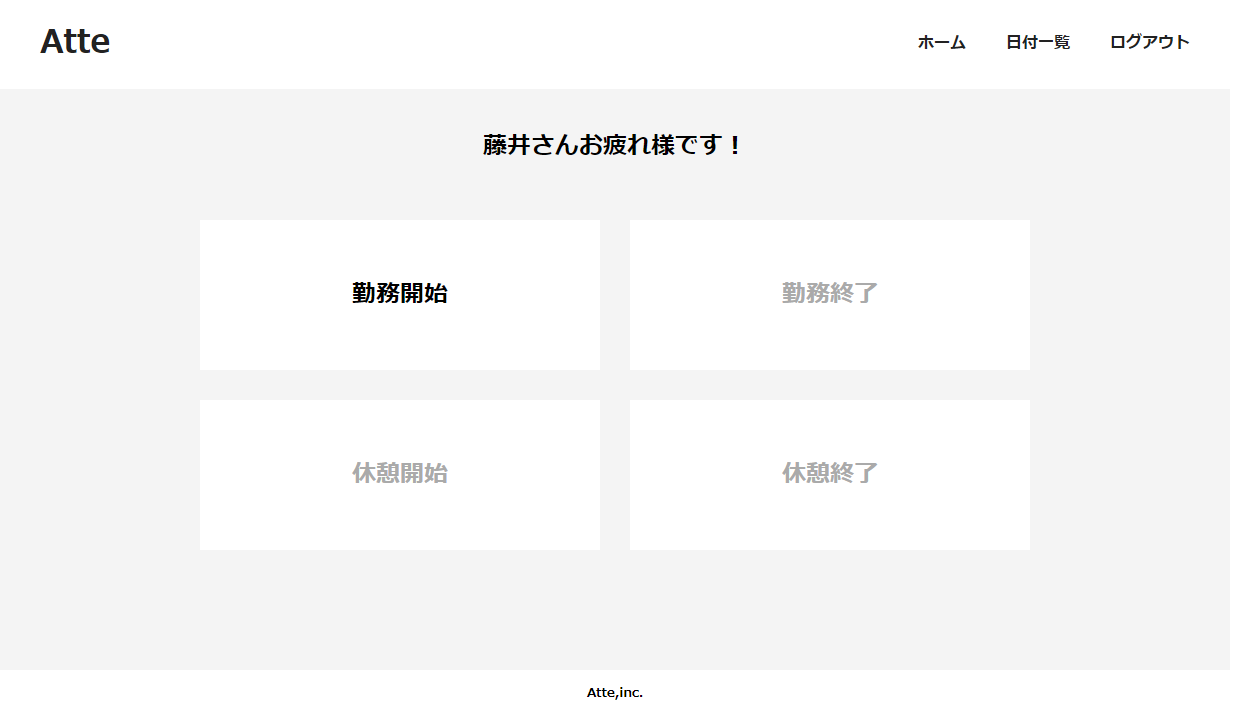 Atte
ホーム 日付一覧 ログアウト
藤井さんお疲れ様です！
勤務開始 勤務終了
休憩開始 休憩終了
Atte,inc.